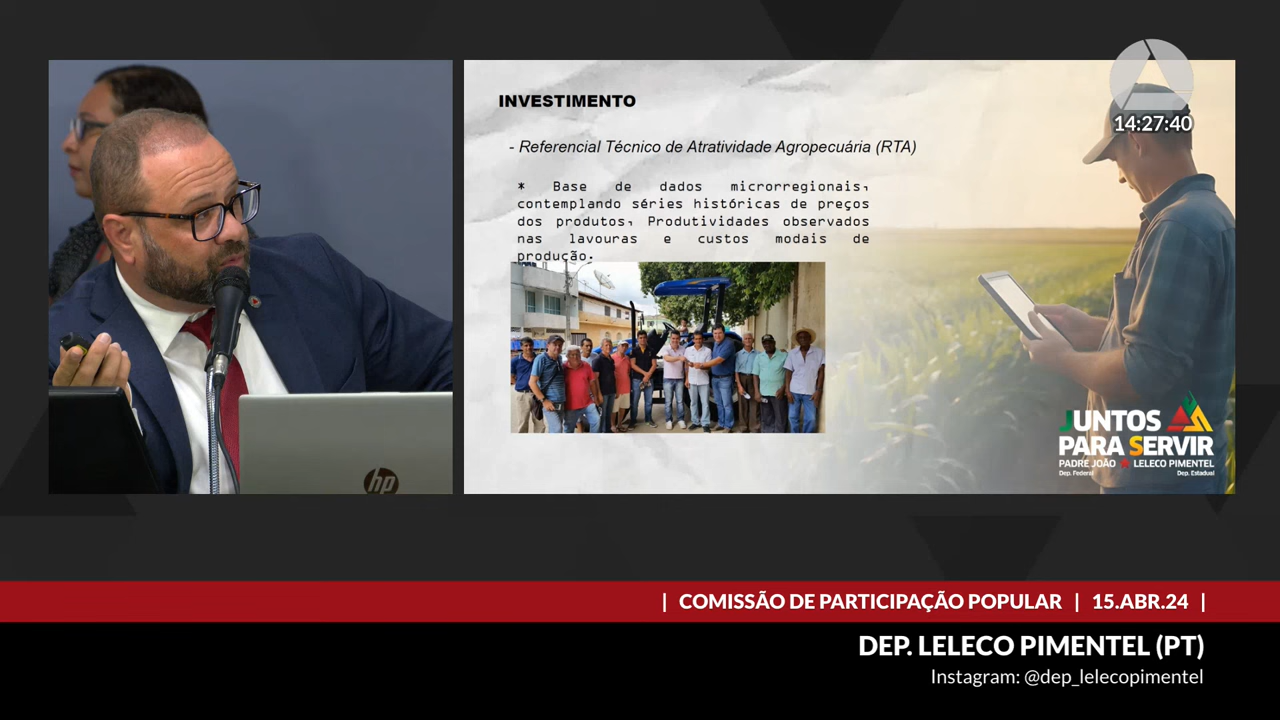 14:27:40
INVESTIMENTO
- Referencial Técnico de Atratividade Agropecuária (RTA)
* Base de dados microrregionais,
contemplando séries históricas de preços
dos produtos, Produtividades observados
nas lavouras e custos modais de
produção.
hp
JUNTOS
PARA SERVIR
PADRE JOÃO LELECO PIMENTEL
Dep. Federal Dep. Estadual
| COMISSÃO DE PARTICIPAÇÃO POPULAR | 15.ABR.24 |
DEP. LELECO PIMENTEL (PT)
Instagram: @dep_lelecopimentel